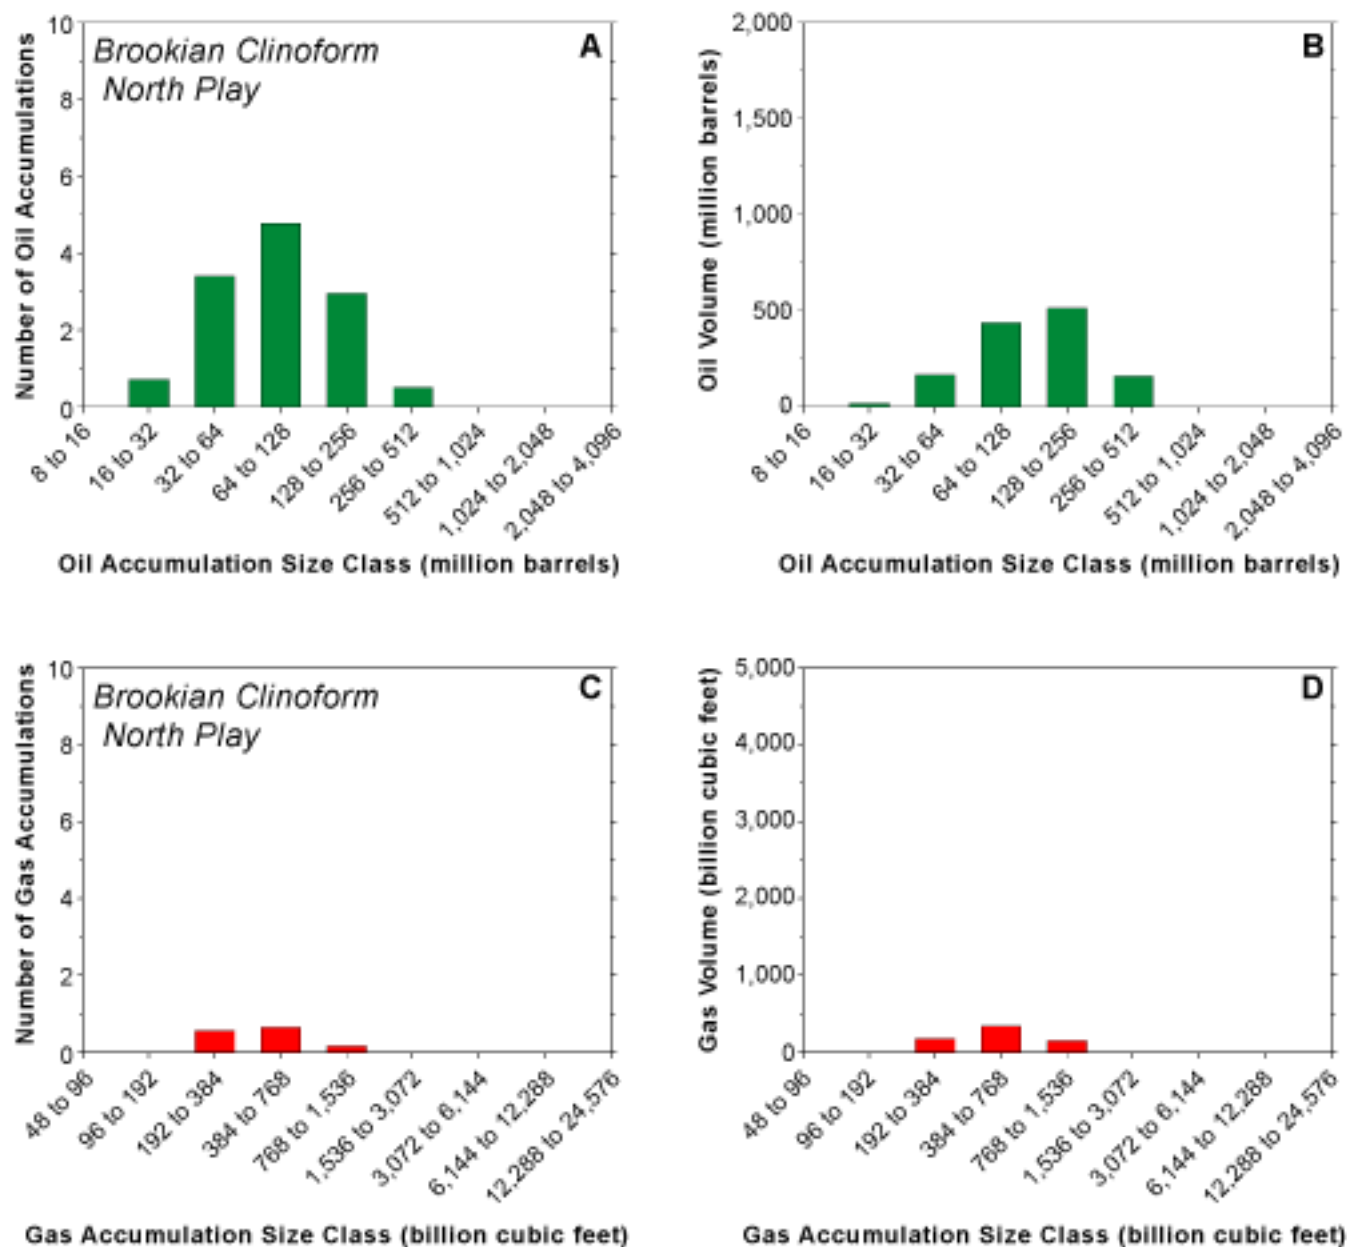 Brookian Clinoform
North Play
A
Number of Oil Accumulations
10
8
6
4
2
0
8 to 16
16 to 32
32 to 64
64 to 128
128 to 256
256 to 512
512 to 1,024
1,024 to 2,048
2,048 to 4,096
Oil Accumulation Size Class (million barrels)
B
Oil Volume (million barrels)
2,000
1,500
1,000
500
0
8 to 16
16 to 32
32 to 64
64 to 128
128 to 256
256 to 512
512 to 1,024
1,024 to 2,048
2,048 to 4,096
Oil Accumulation Size Class (million barrels)
Brookian Clinoform
North Play
C
Number of Gas Accumulations
10
8
6
4
2
0
48 to 96
96 to 192
192 to 384
384 to 768
768 to 1,536
1,536 to 3,072
3,072 to 6,144
6,144 to 12,288
12,288 to 24,576
Gas Accumulation Size Class (billion cubic feet)
D
Gas Volume (billion cubic feet)
5,000
4,000
3,000
2,000
1,000
0
48 to 96
96 to 192
192 to 384
384 to 768
768 to 1,536
1,536 to 3,072
3,072 to 6,144
6,144 to 12,288
12,288 to 24,576
Gas Accumulation Size Class (billion cubic feet)